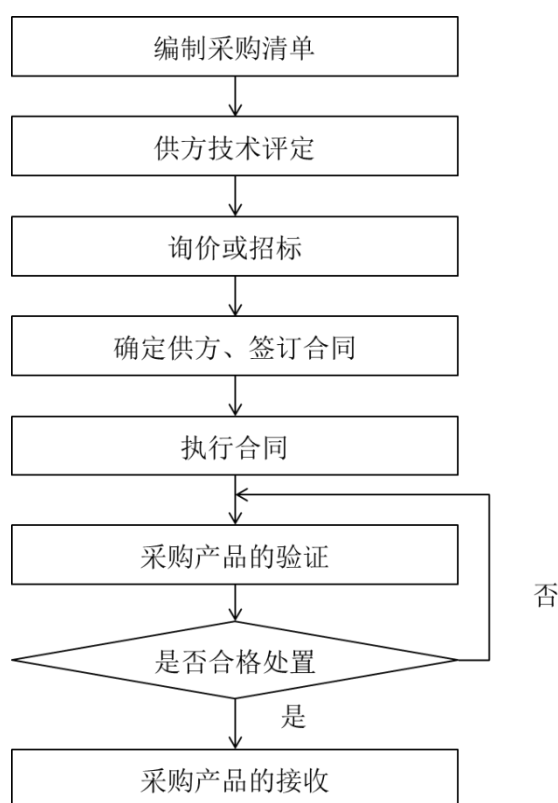 编制采购清单
供方技术评定
询价或招标
确定供方、签订合同
执行合同
采购产品的验证
否
是否合格处置
是
采购产品的接收